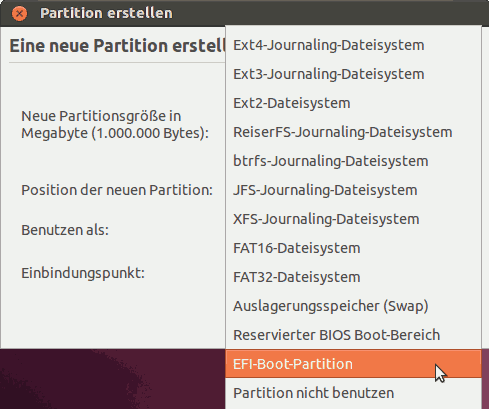 Partition erstellen
Eine neue Partition erstell
Neue Partitionsgröße in
Megabyte (1.000.000 Bytes):
Position der neuen Partition:
Benutzen als:
Einbindungspunkt:
Ext4-Journaling-Dateisystem
Ext3-Journaling-Dateisystem
Ext2-Dateisystem
ReiserFS-Journaling-Dateisystem
btrfs-Journaling-Dateisystem
JFS-Journaling-Dateisystem
XFS-Journaling-Dateisystem
FAT16-Dateisystem
FAT32-Dateisystem
Auslagerungsspeicher (Swap)
Reservierter BIOS Boot-Bereich
EFI-Boot-Partition
Partition nicht benutzen